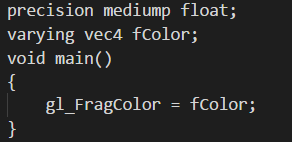 precision mediump float;
varying vec4 fColor;
void main()
{
    gl_FragColor = fColor;
}